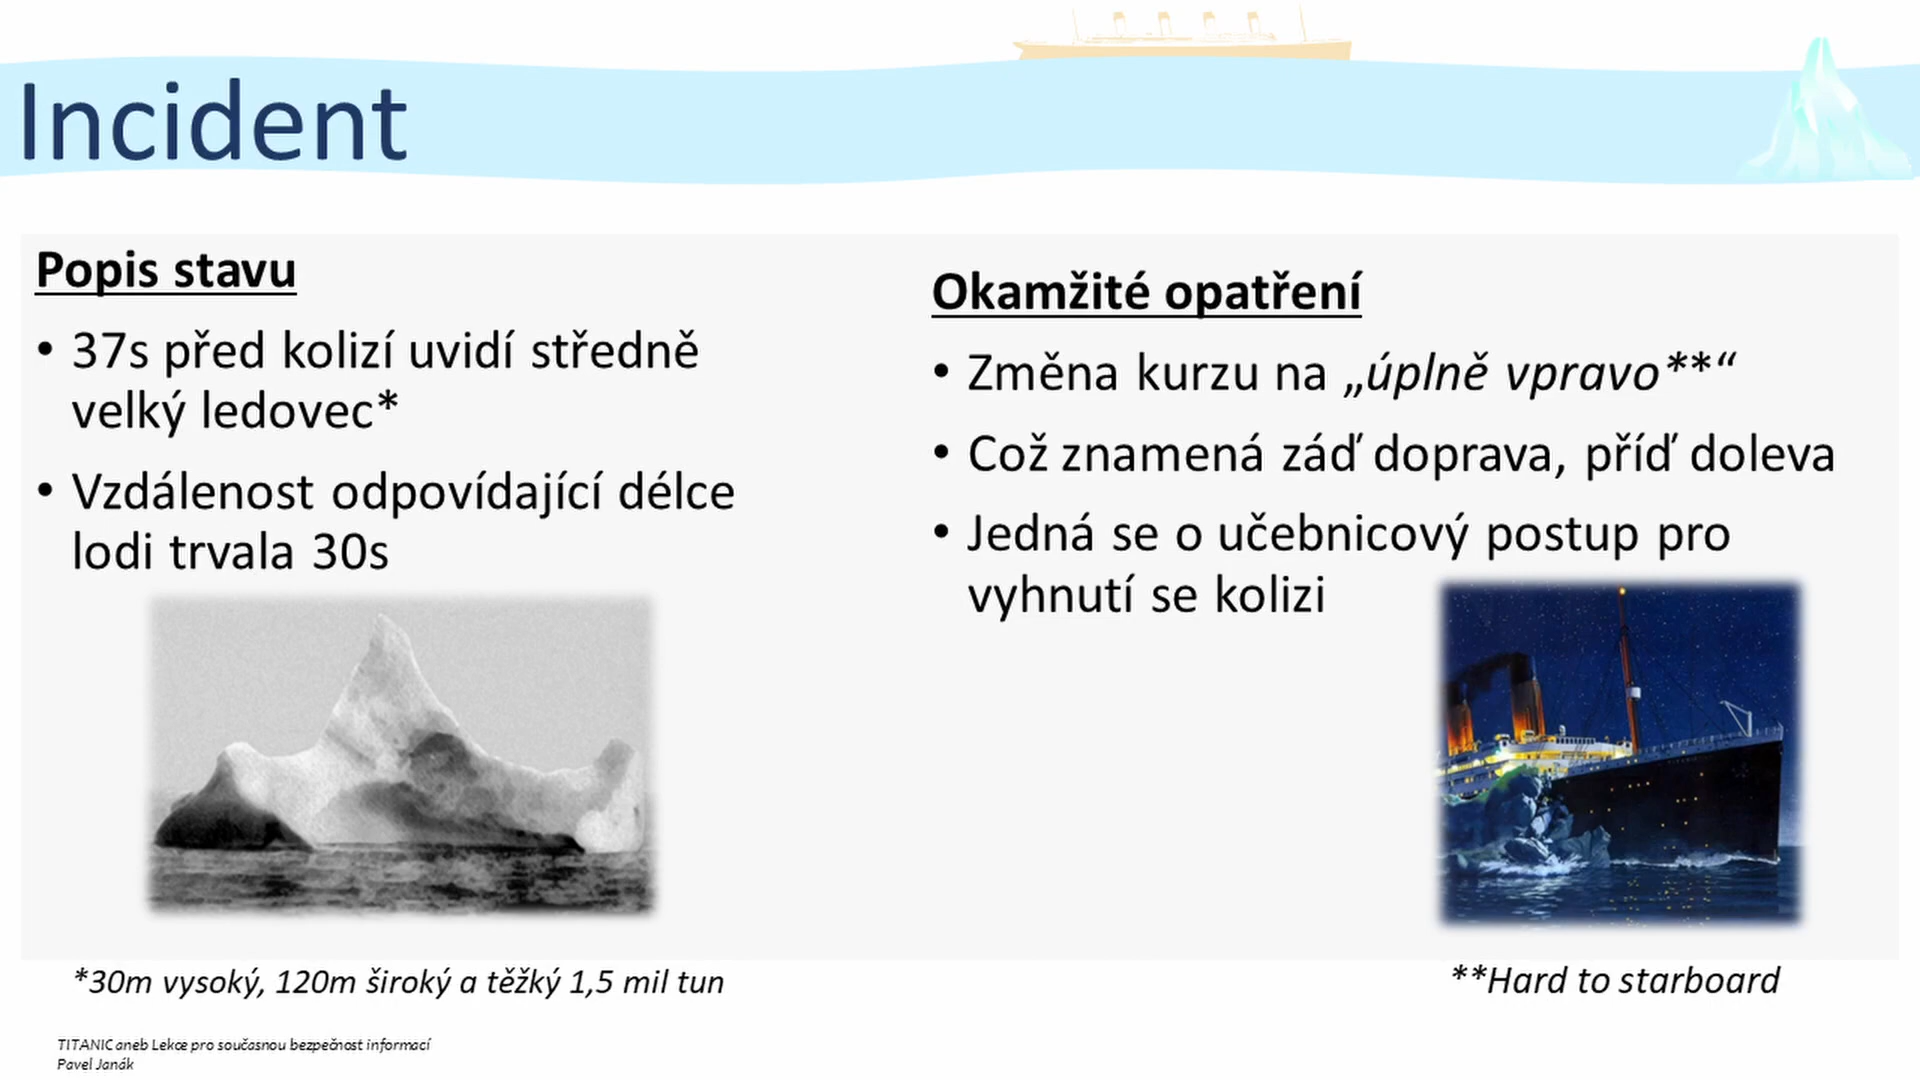 Incident
Popis stavu
• 37s před kolizí uvidí středně
velký ledovec*
• Vzdálenost odpovídající délce
lodi trvala 30s
*30m vysoký, 120m široký a těžký 1,5 mil tun
Okamžité opatření
• Změna kurzu na „úplně vpravo**“
• Což znamená záď doprava, příď doleva
• Jedná se o učebnicový postup pro
vyhnutí se kolizi
**Hard to starboard
TITANIC aneb Lekce pro současnou bezpečnost informací
Pavel Janák